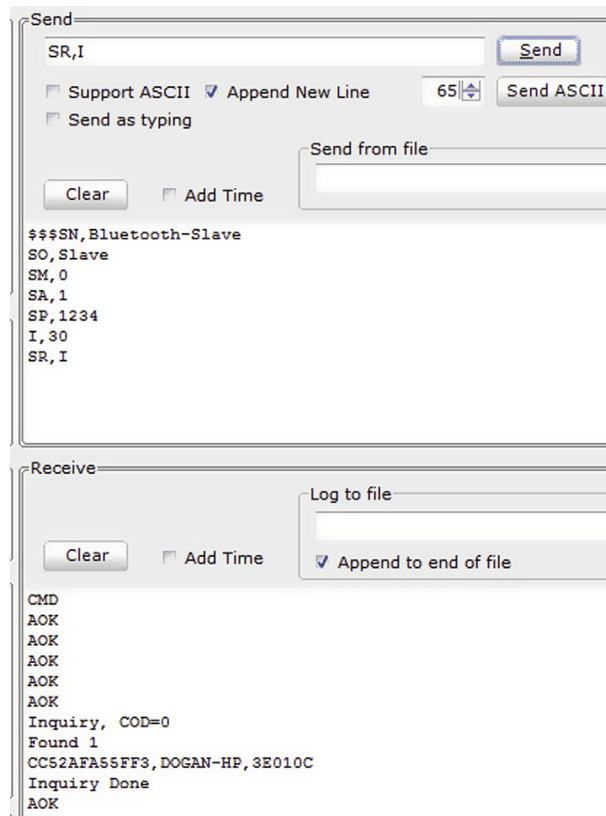 Send
SR,I
Send
Support ASCII Append New Line 65 Send ASCII
Send as typing
Send from file
Clear Add Time
$$$SN,Bluetooth-Slave
SO,Slave
SM,0
SA,1
SP,1234
I,30
SR,I
Receive
Log to file
Clear Add Time
Append to end of file
CMD
AOK
AOK
AOK
AOK
AOK
Inquiry, COD=0
Found 1
CC52AFA55FF3,DOGAN-HP,3E010C
Inquiry Done
AOK